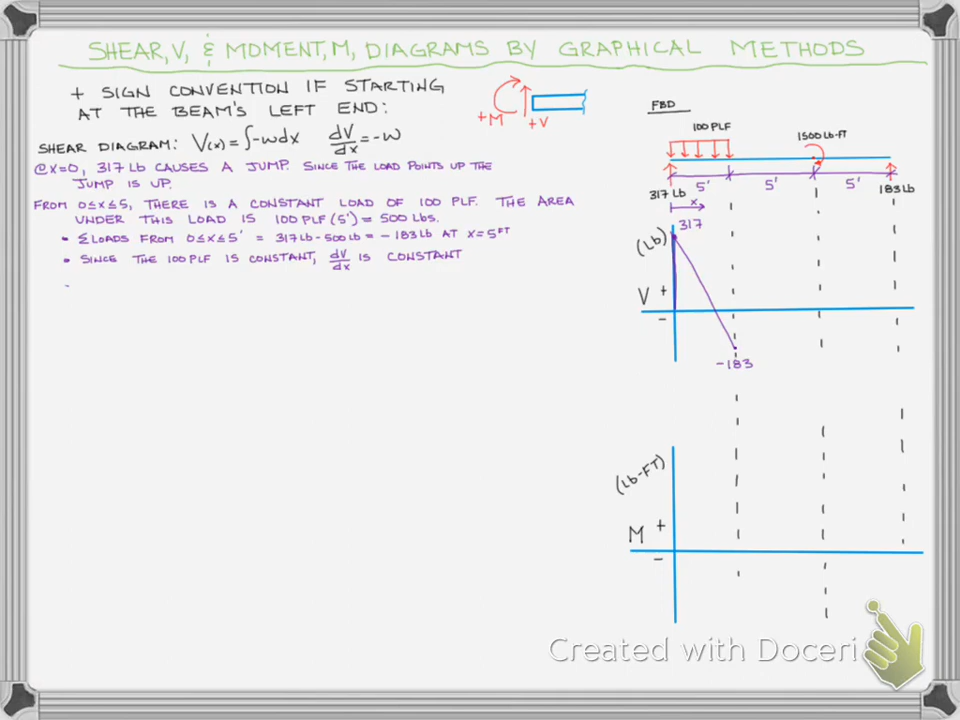 SHEAR, V, & MOMENT, M, DIAGRAMS BY GRAPHICAL METHODS
+ SIGN CONVENTION IF STARTING
AT THE BEAM'S LEFT END:
+M
+V
SHEAR DIAGRAM: V(x) = ∫-wdx dV/dx = -w
@x=0, 317 Lb CAUSES A JUMP. SINCE THE LOAD POINTS UP THE
JUMP IS UP.
FROM 0≤x≤5, THERE IS A CONSTANT LOAD OF 100 PLF. THE AREA
UNDER THIS LOAD IS 100 PLF (5') = 500 LBS.
• ΣLOADS FROM 0≤x≤5' = 317Lb-500Lb = -183 Lb AT x=5FT
• SINCE THE 100 PLF IS CONSTANT, dV/dx IS CONSTANT
FBD
100 PLF
1500 Lb-FT
317 Lb
5'
5'
5'
183 Lb
x
317
(Lb)
V +
-
-183
(Lb-FT)
M +
-
Created with Doceri